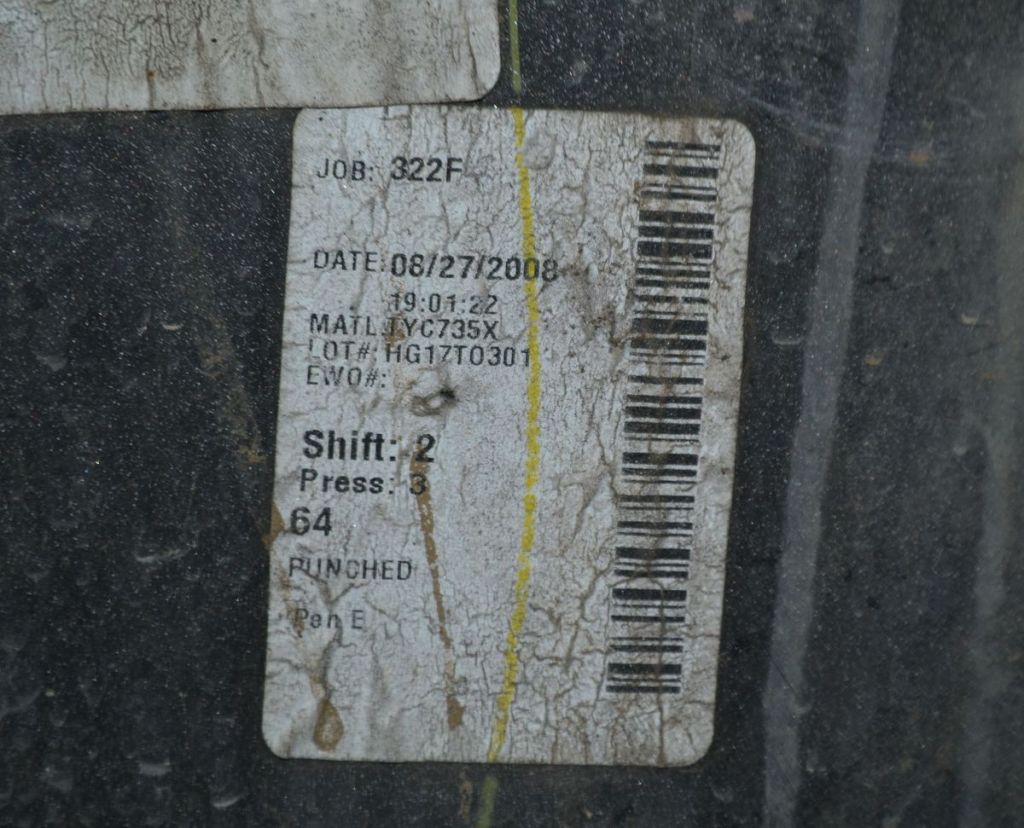 JOB: 322F
DATE: 08/27/2008
19:01:22
MATL: TYC735X
LOT#: HG17T0301
EWO#:
Shift: 2
Press: 3
64
PUNCHED
Pen E